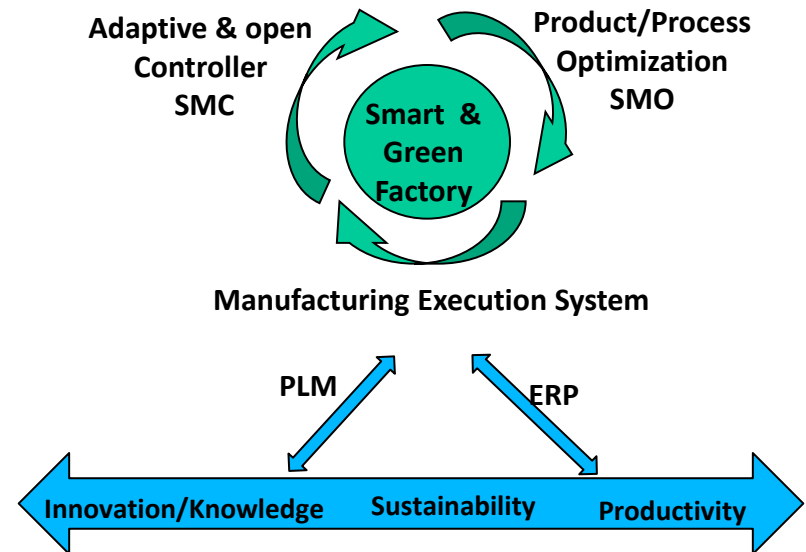 Adaptive & open
Controller
SMC
Product/Process
Optimization
SMO
Smart &
Green
Factory
Manufacturing Execution System
PLM
ERP
Innovation/Knowledge
Sustainability
Productivity